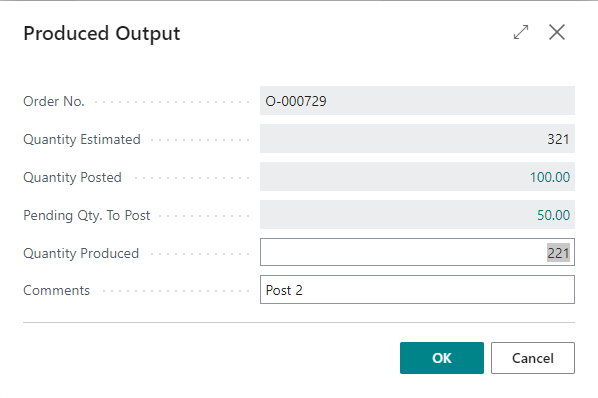 Produced Output
Order No. O-000729
Quantity Estimated 321
Quantity Posted 100.00
Pending Qty. To Post 50.00
Quantity Produced 221
Comments Post 2
OK Cancel